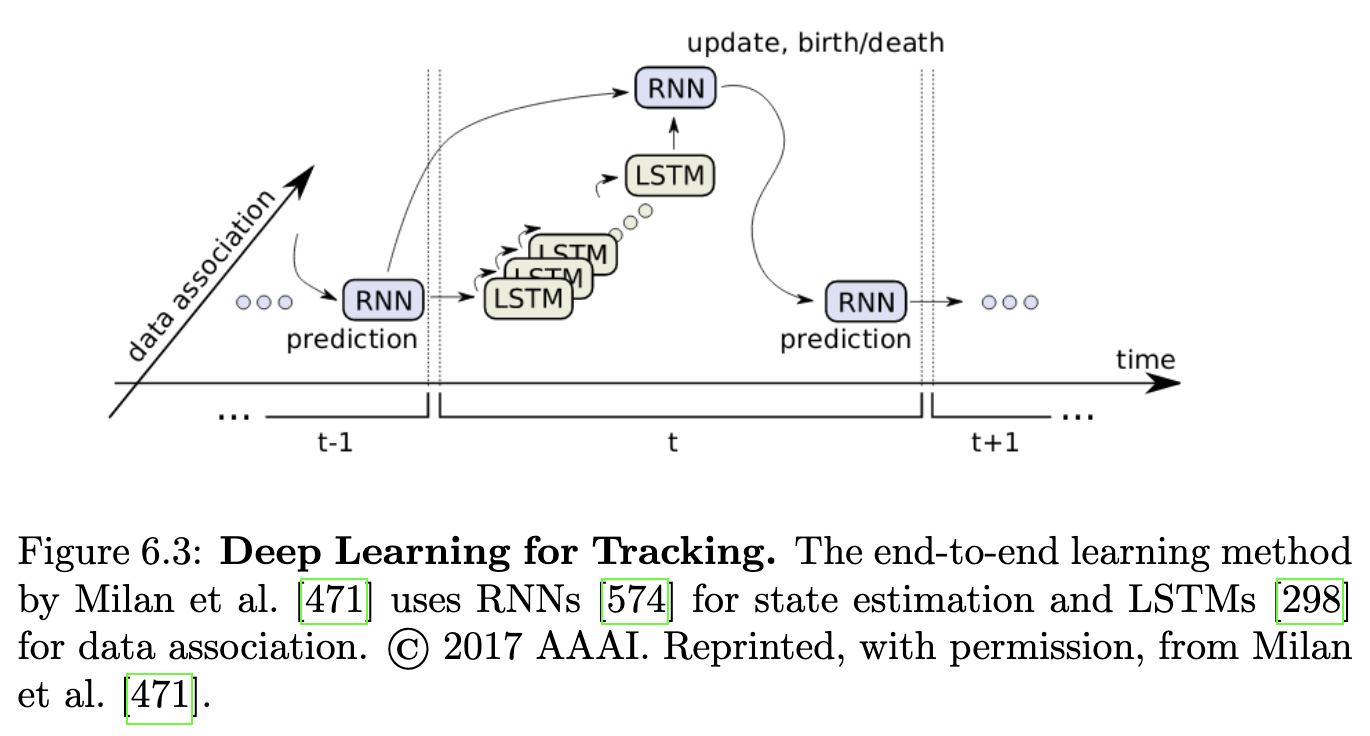 update, birth/death
RNN
LSTM
data association
LSTM
LSTM
LSTM
RNN
RNN
prediction
prediction
time
... ...
t-1 t t+1
Figure 6.3: Deep Learning for Tracking. The end-to-end learning method
by Milan et al. [471] uses RNNs [574] for state estimation and LSTMs [298]
for data association. © 2017 AAAI. Reprinted, with permission, from Milan
et al. [471].